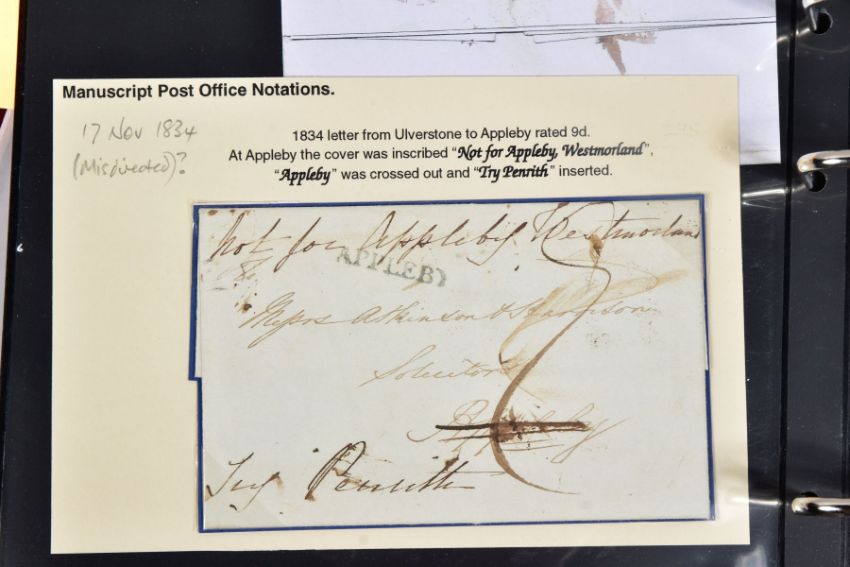 Manuscript Post Office Notations.
17 Nov 1834
(Misdirected)?
1834 letter from Ulverstone to Appleby rated 9d.
At Appleby the cover was inscribed "Not for Appleby, Westmorland",
"Appleby" was crossed out and "Try Penrith" inserted.
Not for Appleby Westmorland
APPLEBY
Messrs Atkinson & Harrison
Solicitors
Appleby
Try Penrith